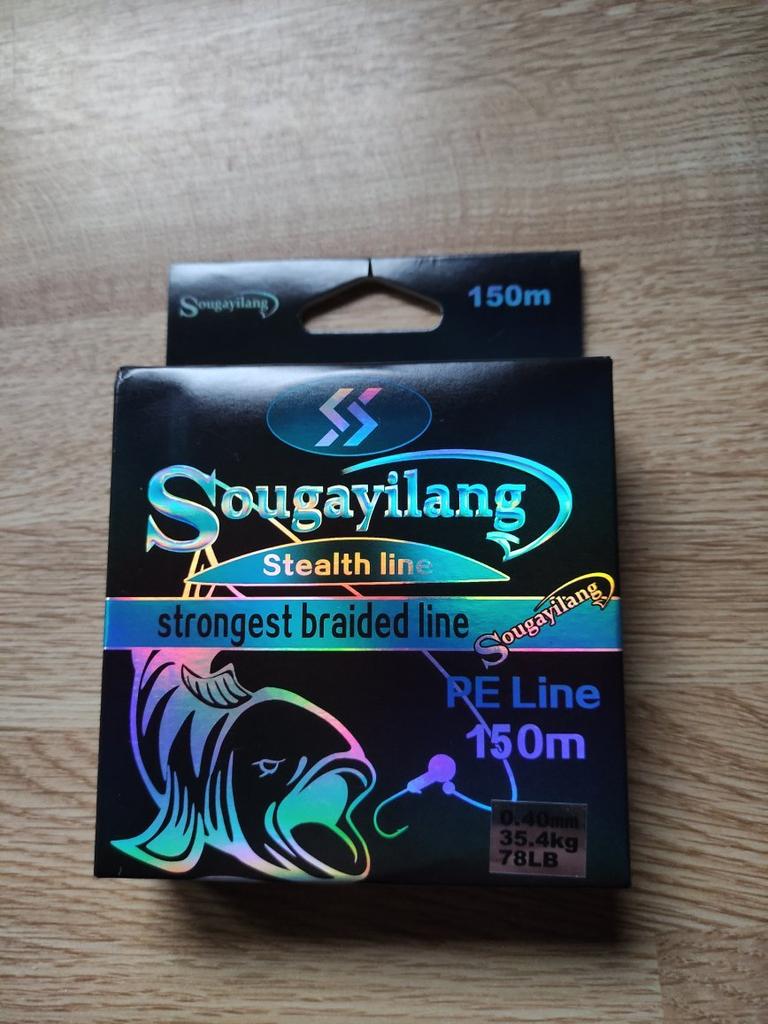 Sougayilang
150m
Sougayilang
Stealth line
strongest braided line
Sougayilang
PE Line
150m
0.40mm
35.4kg
78LB